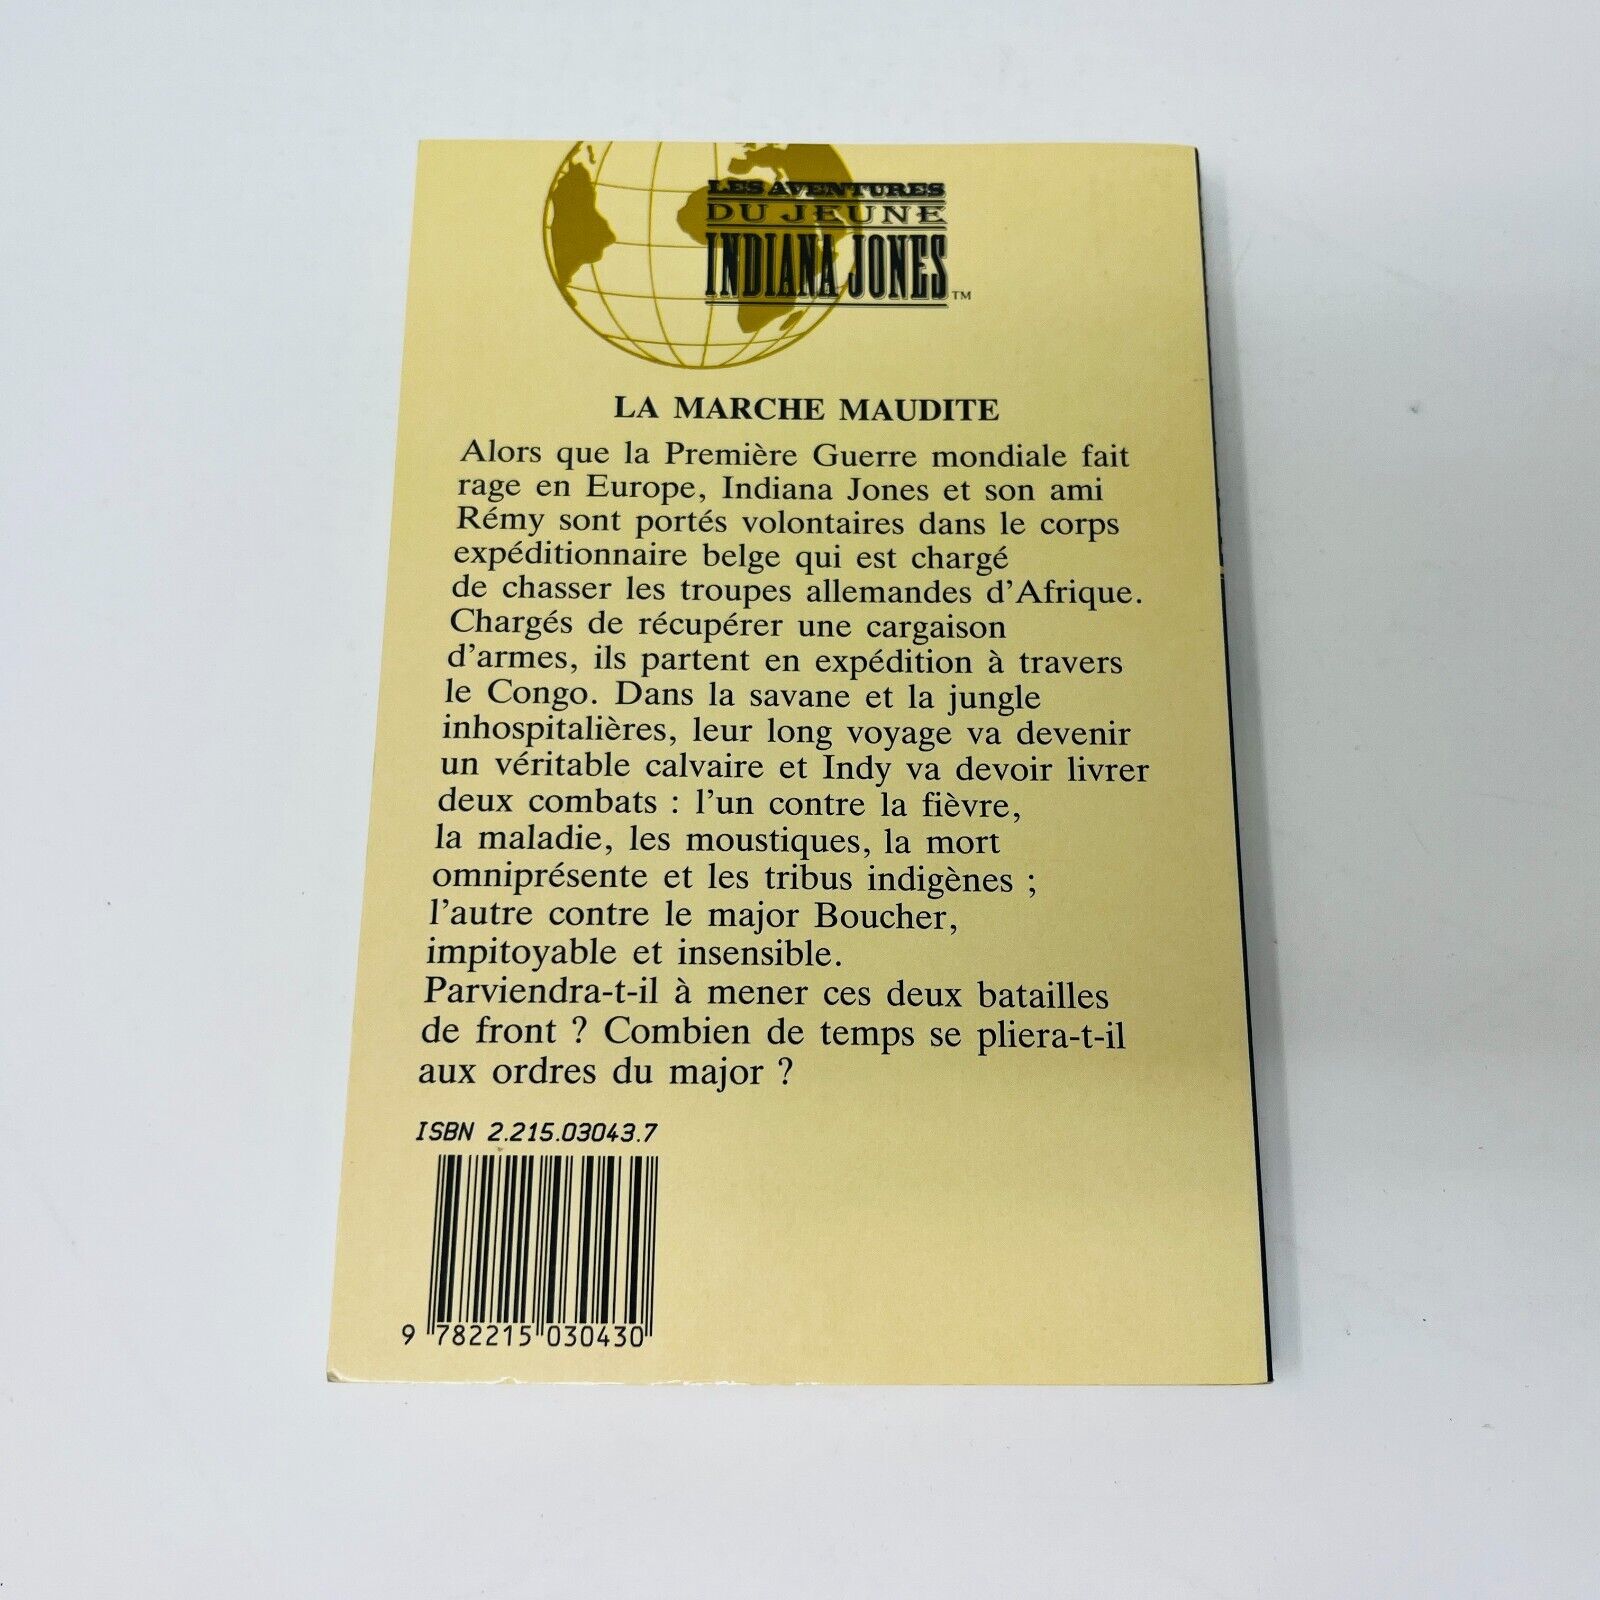 LES AVENTURES
DU JEUNE
INDIANA JONES™
LA MARCHE MAUDITE
Alors que la Première Guerre mondiale fait
rage en Europe, Indiana Jones et son ami
Rémy sont portés volontaires dans le corps
expéditionnaire belge qui est chargé
de chasser les troupes allemandes d'Afrique.
Chargés de récupérer une cargaison
d'armes, ils partent en expédition à travers
le Congo. Dans la savane et la jungle
inhospitalières, leur long voyage va devenir
un véritable calvaire et Indy va devoir livrer
deux combats : l'un contre la fièvre,
la maladie, les moustiques, la mort
omniprésente et les tribus indigènes ;
l'autre contre le major Boucher,
impitoyable et insensible.
Parviendra-t-il à mener ces deux batailles
de front ? Combien de temps se pliera-t-il
aux ordres du major ?
ISBN 2.215.03043.7
9 782215 030430